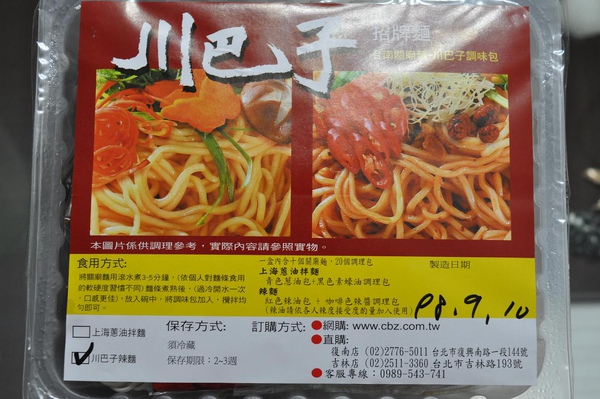 川巴子
招牌麵
台南關廟麵+川巴子調味包
本圖片係供調理參考，實際內容請參照實物。
食用方式:
將關廟麵用滾水煮3-5分鐘，(依個人對麵條食用
的軟硬度習慣不同)麵條煮熟後，(過冷開水一次
，口感更佳)，放入碗中，將調味包加入，攪拌均
勻即可。
一盒內含十個關廟麵，20個調理包
上海蔥油拌麵
青色蔥油包+黑色素蠔油調理包
辣麵
紅色辣油包 + 咖啡色辣醬調理包
(辣油請依各人辣度接受度酌量加入使用)
製造日期
98.9,10
上海蔥油拌麵
川巴子辣麵
保存方式:
須冷藏
保存期限：2~3週
訂購方式:
●網購：www.cbz.com.tw
●直購:
復南店 (02)2776-5011 台北市復興南路一段144號
吉林店 (02)2511-3360 台北市吉林路193號
●客服專線：0989-543-741